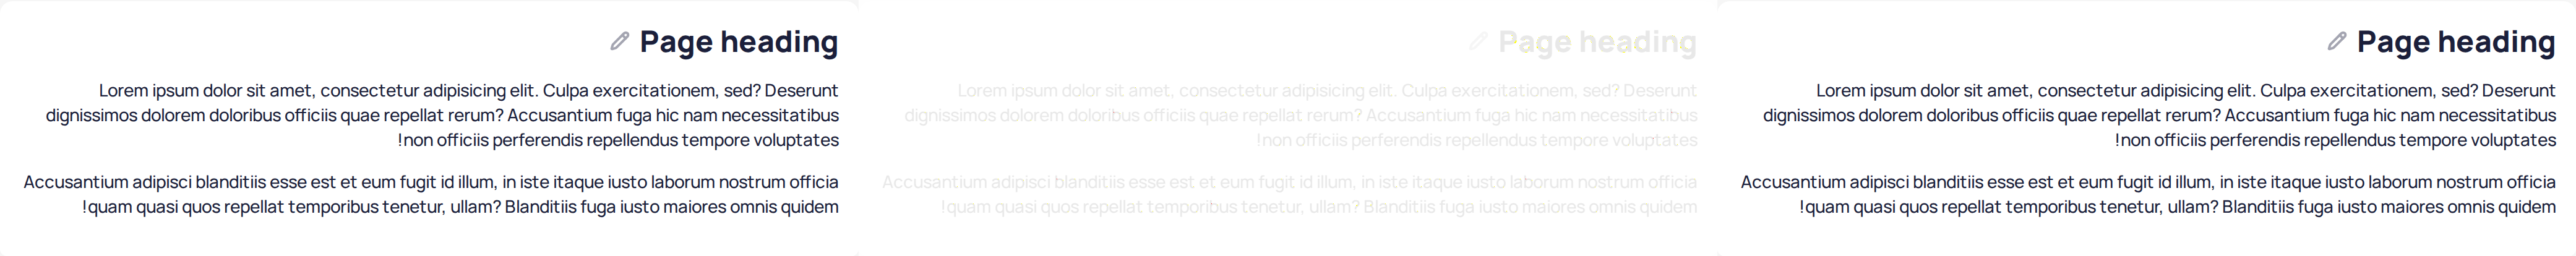 Page heading
Lorem ipsum dolor sit amet, consectetur adipisicing elit. Culpa exercitationem, sed? Deserunt
dignissimos dolorem doloribus officiis quae repellat rerum? Accusantium fuga hic nam necessitatibus
!non officiis perferendis repellendus tempore voluptates
Accusantium adipisci blanditiis esse est et eum fugit id illum, in iste itaque iusto laborum nostrum officia
!quam quasi quos repellat temporibus tenetur, ullam? Blanditiis fuga iusto maiores omnis quidem
Page heading
Lorem ipsum dolor sit amet, consectetur adipisicing elit. Culpa exercitationem, sed? Deserunt
dignissimos dolorem doloribus officiis quae repellat rerum? Accusantium fuga hic nam necessitatibus
!non officiis perferendis repellendus tempore voluptates
Accusantium adipisci blanditiis esse est et eum fugit id illum, in iste itaque iusto laborum nostrum officia
!quam quasi quos repellat temporibus tenetur, ullam? Blanditiis fuga iusto maiores omnis quidem
Page heading
Lorem ipsum dolor sit amet, consectetur adipisicing elit. Culpa exercitationem, sed? Deserunt
dignissimos dolorem doloribus officiis quae repellat rerum? Accusantium fuga hic nam necessitatibus
!non officiis perferendis repellendus tempore voluptates
Accusantium adipisci blanditiis esse est et eum fugit id illum, in iste itaque iusto laborum nostrum officia
!quam quasi quos repellat temporibus tenetur, ullam? Blanditiis fuga iusto maiores omnis quidem